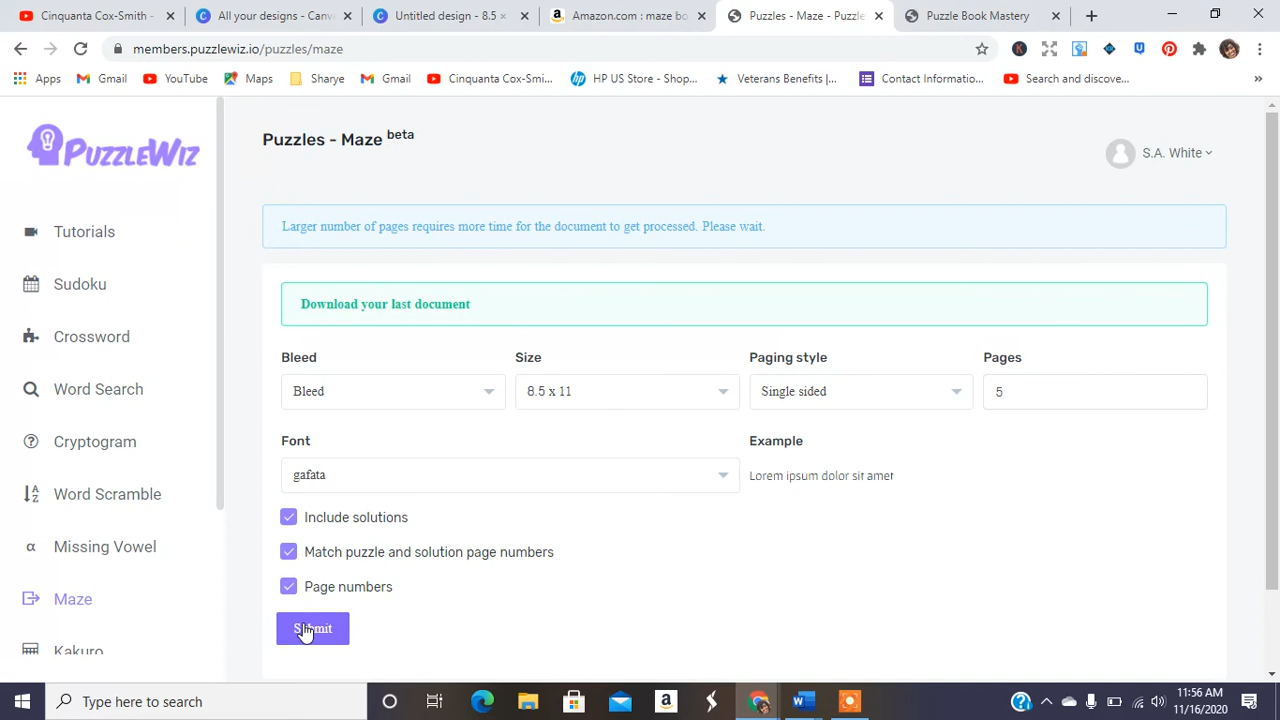 Cinquanta Cox-Smith -
All your designs - Canv
Untitled design - 8.5 ×
Amazon.com : maze bo
Puzzles - Maze - Puzzle
Puzzle Book Mastery
members.puzzlewiz.io/puzzles/maze
Apps
Gmail
YouTube
Maps
Sharye
Gmail
Cinquanta Cox-Smi...
HP US Store - Shop...
Veterans Benefits |...
Contact Informatio...
Search and discove...
»
PUZZLEWIZ
Puzzles - Maze beta
S.A. White
Larger number of pages requires more time for the document to get processed. Please wait.
Download your last document
Tutorials
Sudoku
Crossword
Word Search
Cryptogram
Word Scramble
Missing Vowel
Maze
Kakuro
Bleed
Size
Paging style
Pages
Bleed
8.5 x 11
Single sided
5
Font
Example
gafata
Lorem ipsum dolor sit amet
Include solutions
Match puzzle and solution page numbers
Page numbers
Submit
Type here to search
11:56 AM
11/16/2020